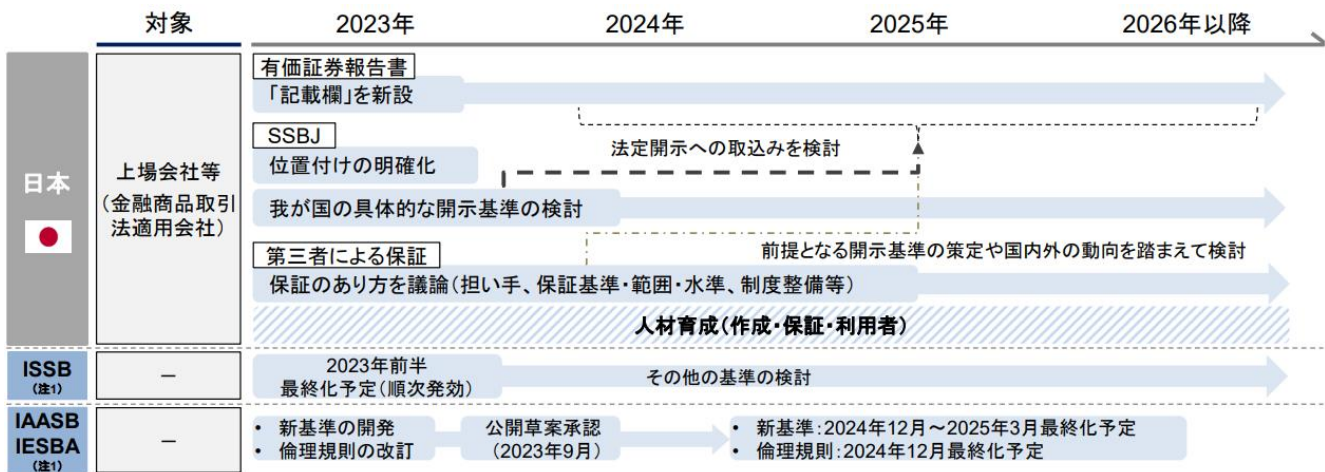 対象
2023年
2024年
2025年
2026年以降
日本
上場会社等
(金融商品取引
法適用会社)
有価証券報告書
「記載欄」を新設
SSBJ
位置付けの明確化
法定開示への取込みを検討
我が国の具体的な開示基準の検討
第三者による保証
前提となる開示基準の策定や国内外の動向を踏まえて検討
保証のあり方を議論(担い手、保証基準・範囲・水準、制度整備等)
人材育成(作成・保証・利用者)
ISSB
(注1)
－
2023年前半
最終化予定(順次発効)
その他の基準の検討
IAASB
IESBA
(注1)
－
• 新基準の開発
• 倫理規則の改訂
公開草案承認
(2023年9月)
• 新基準:2024年12月～2025年3月最終化予定
• 倫理規則:2024年12月最終化予定